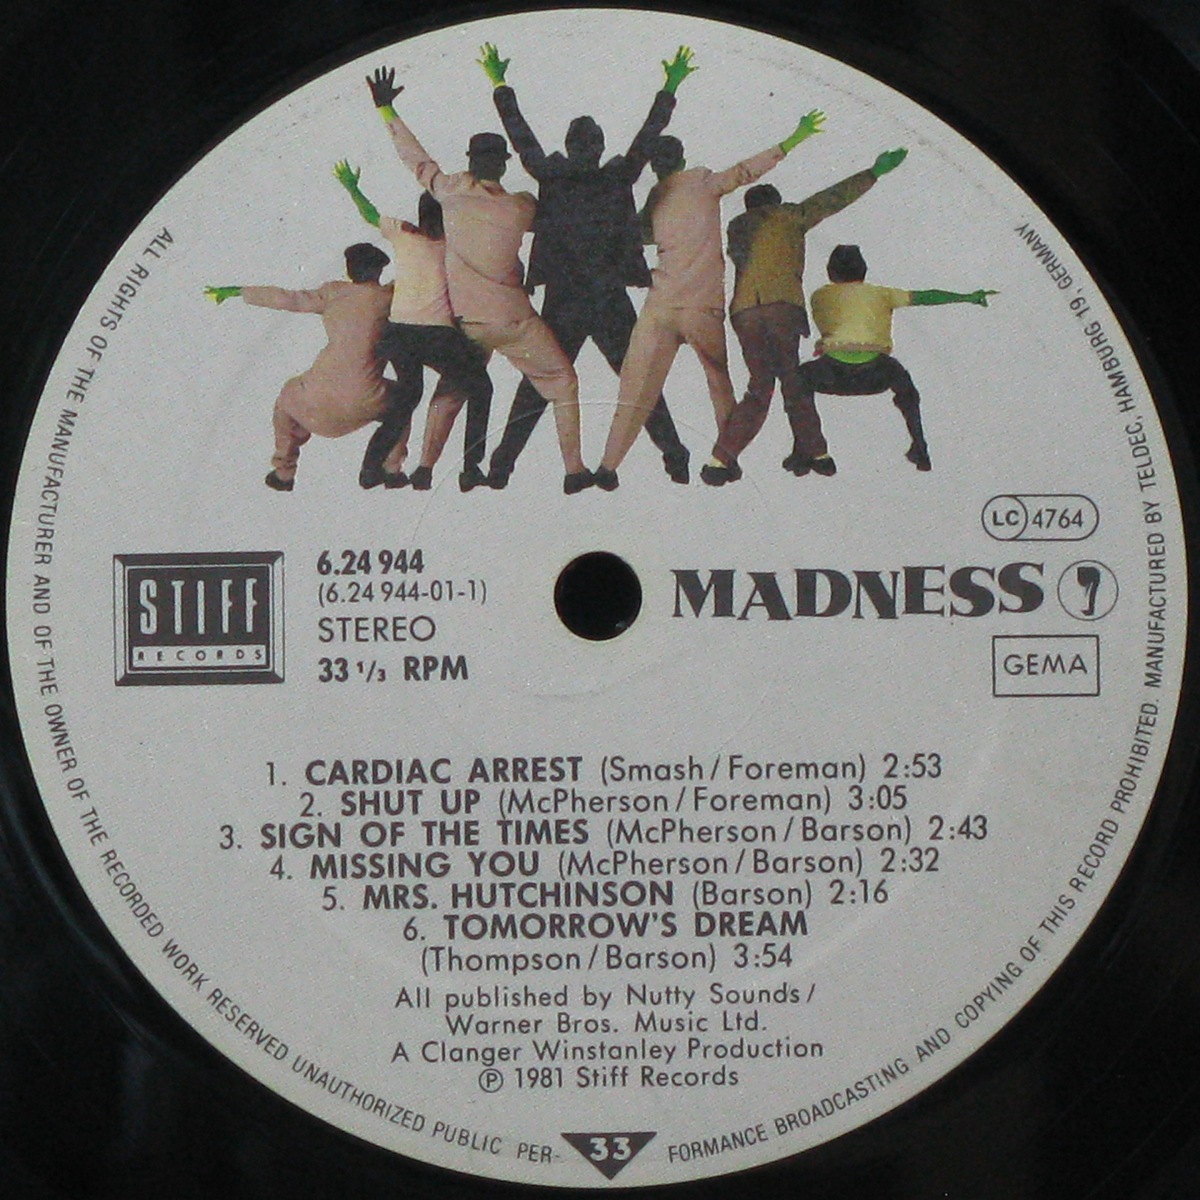 ALL RIGHTS OF THE MANUFACTURER AND OF THE OWNER OF THE RECORDED WORK RESERVED UNAUTHORIZED PUBLIC PER-
FORMANCE BROADCASTING AND COPYING OF THIS RECORD PROHIBITED. MANUFACTURED BY TELDEC, HAMBURG 19, GERMANY
LC 4764
STIFF
RECORDS
6.24 944
(6.24 944-01-1)
STEREO
33 1/3 RPM
MADNESS 7
GEMA
1. CARDIAC ARREST (Smash/Foreman) 2:53
2. SHUT UP (McPherson/Foreman) 3:05
3. SIGN OF THE TIMES (McPherson/Barson) 2:43
4. MISSING YOU (McPherson/Barson) 2:32
5. MRS. HUTCHINSON (Barson) 2:16
6. TOMORROW'S DREAM
(Thompson/Barson) 3:54
All published by Nutty Sounds/
Warner Bros. Music Ltd.
A Clanger Winstanley Production
Ⓟ 1981 Stiff Records
33